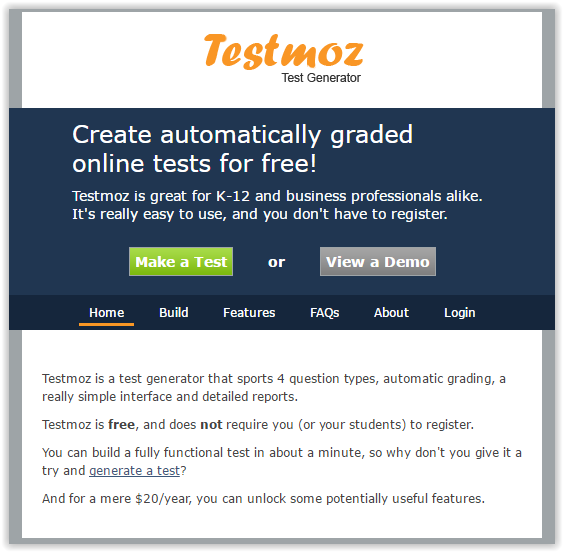 Testmoz
Test Generator
Create automatically graded
online tests for free!
Testmoz is great for K-12 and business professionals alike.
It's really easy to use, and you don't have to register.
Make a Test or View a Demo
Home Build Features FAQs About Login
Testmoz is a test generator that sports 4 question types, automatic grading, a
really simple interface and detailed reports.
Testmoz is free, and does not require you (or your students) to register.
You can build a fully functional test in about a minute, so why don't you give it a
try and generate a test?
And for a mere $20/year, you can unlock some potentially useful features.